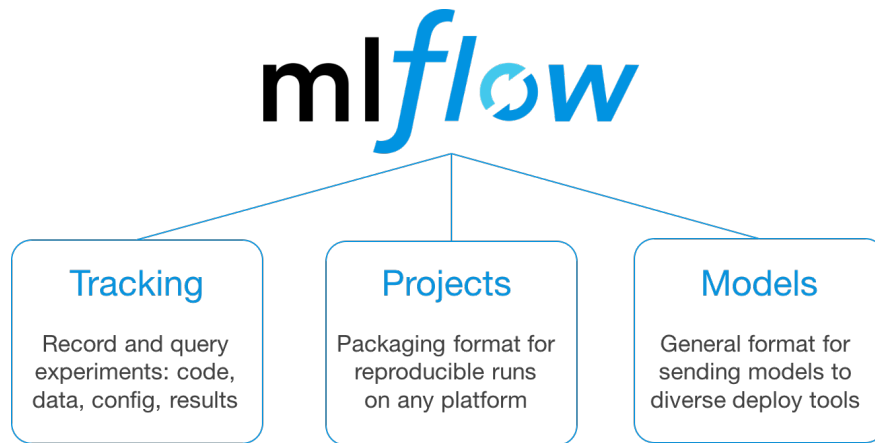 mlflow
Tracking
Record and query
experiments: code,
data, config, results
Projects
Packaging format for
reproducible runs
on any platform
Models
General format for
sending models to
diverse deploy tools